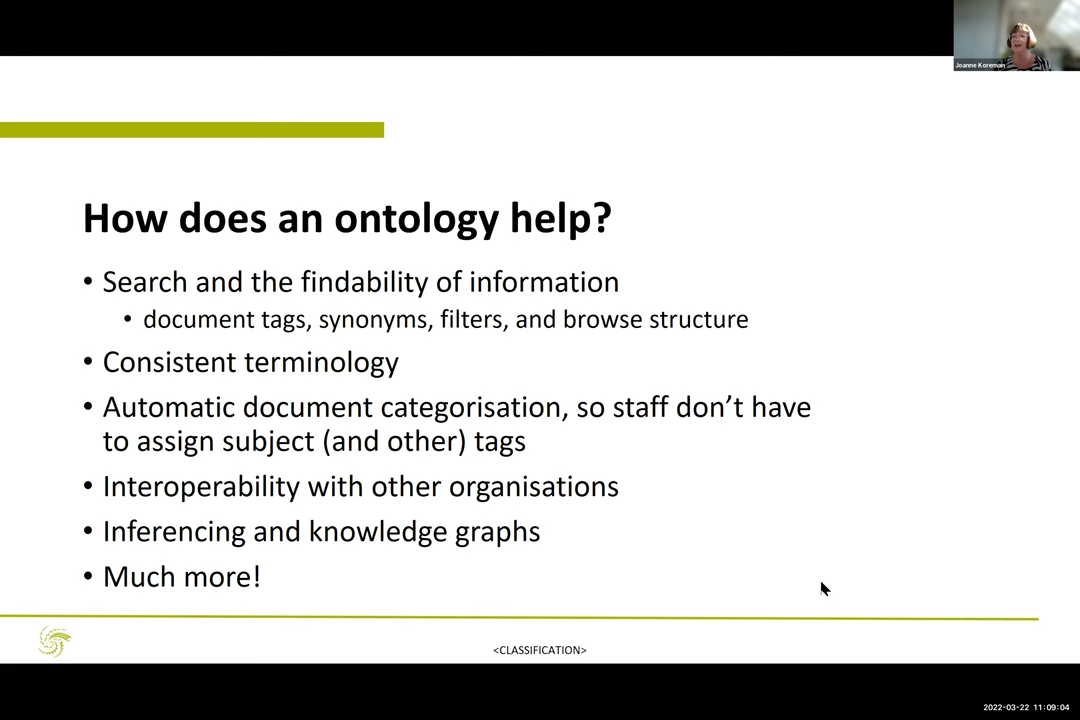 Joanne Koreman
How does an ontology help?
• Search and the findability of information
• document tags, synonyms, filters, and browse structure
• Consistent terminology
• Automatic document categorisation, so staff don’t have
to assign subject (and other) tags
• Interoperability with other organisations
• Inferencing and knowledge graphs
• Much more!
<CLASSIFICATION>
2022-03-22 11:09:04